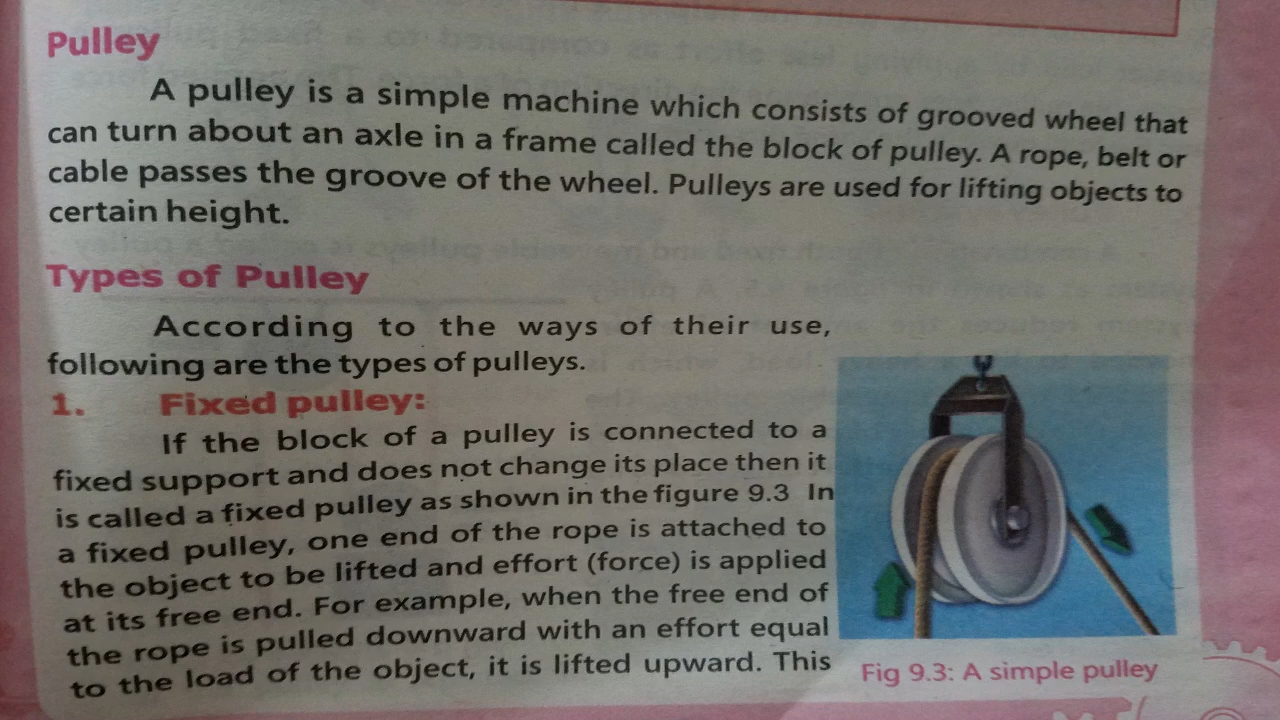 Pulley
A pulley is a simple machine which consists of grooved wheel that
can turn about an axle in a frame called the block of pulley. A rope, belt or
cable passes the groove of the wheel. Pulleys are used for lifting objects to
certain height.
Types of Pulley
According to the ways of their use,
following are the types of pulleys.
1. Fixed pulley:
If the block of a pulley is connected to a
fixed support and does not change its place then it
is called a fixed pulley as shown in the figure 9.3 In
a fixed pulley, one end of the rope is attached to
the object to be lifted and effort (force) is applied
at its free end. For example, when the free end of
the rope is pulled downward with an effort equal
to the load of the object, it is lifted upward. This
Fig 9.3: A simple pulley